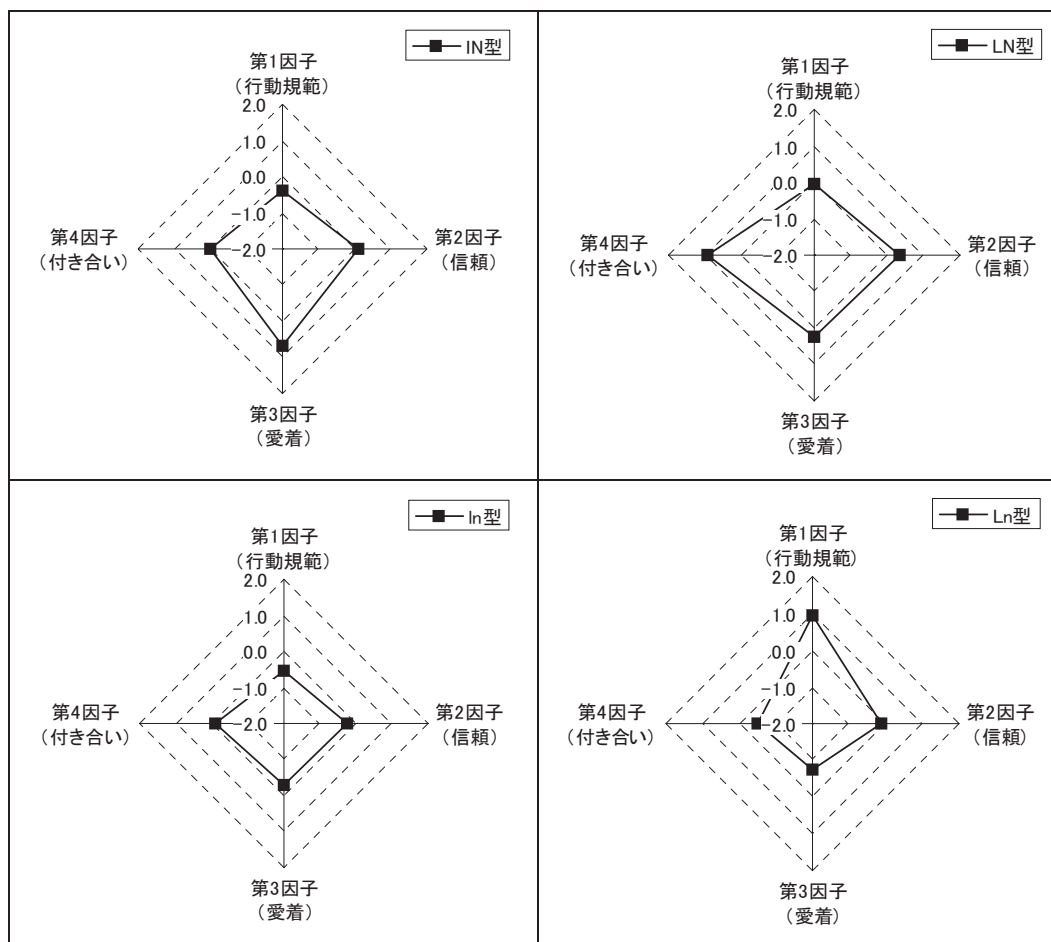 IN型
第1因子
(行動規範)
2.0
1.0
0.0
-1.0
-2.0
第4因子
(付き合い)
第2因子
(信頼)
第3因子
(愛着)
LN型
第1因子
(行動規範)
2.0
1.0
0.0
-1.0
-2.0
第4因子
(付き合い)
第2因子
(信頼)
第3因子
(愛着)
In型
第1因子
(行動規範)
2.0
1.0
0.0
-1.0
-2.0
第4因子
(付き合い)
第2因子
(信頼)
第3因子
(愛着)
Ln型
第1因子
(行動規範)
2.0
1.0
0.0
-1.0
-2.0
第4因子
(付き合い)
第2因子
(信頼)
第3因子
(愛着)